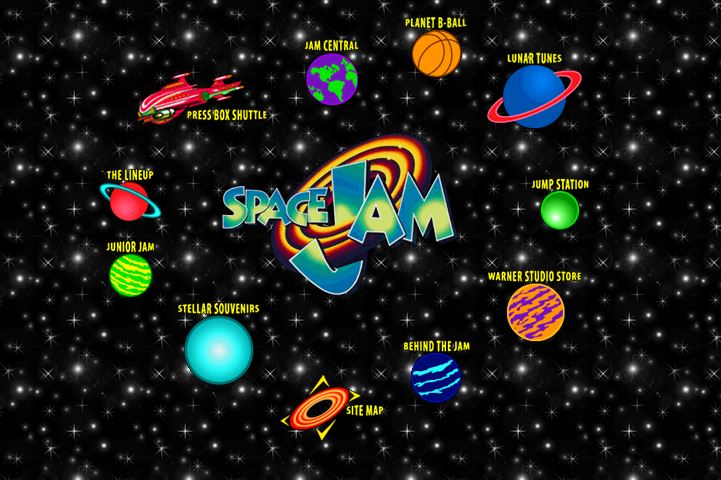 PLANET B-BALL
JAM CENTRAL
LUNAR TUNES
PRESS BOX SHUTTLE
THE LINEUP
JUMP STATION
SPACE JAM
JUNIOR JAM
WARNER STUDIO STORE
STELLAR SOUVENIRS
BEHIND THE JAM
SITE MAP